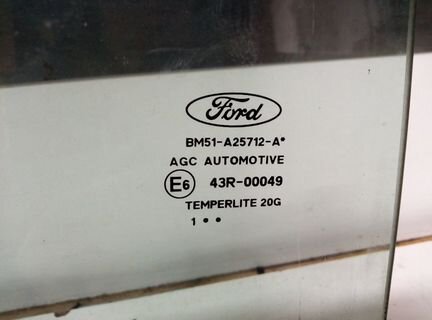 Ford
BM51-A25712-A•
AGC AUTOMOTIVE
E6 43R-00049
TEMPERLITE 20G
1 • •